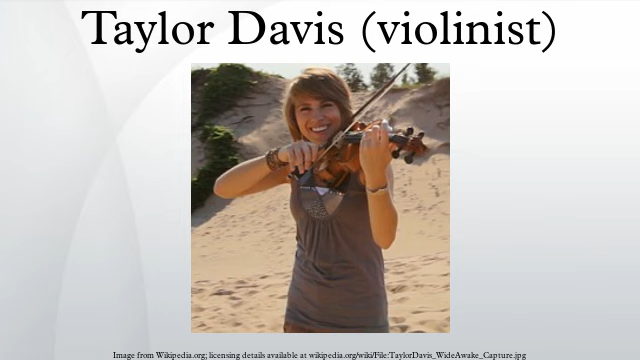 Taylor Davis (violinist)
Image from Wikipedia.org; licensing details available at wikipedia.org/wiki/File:TaylorDavis_WideAwake_Capture.jpg